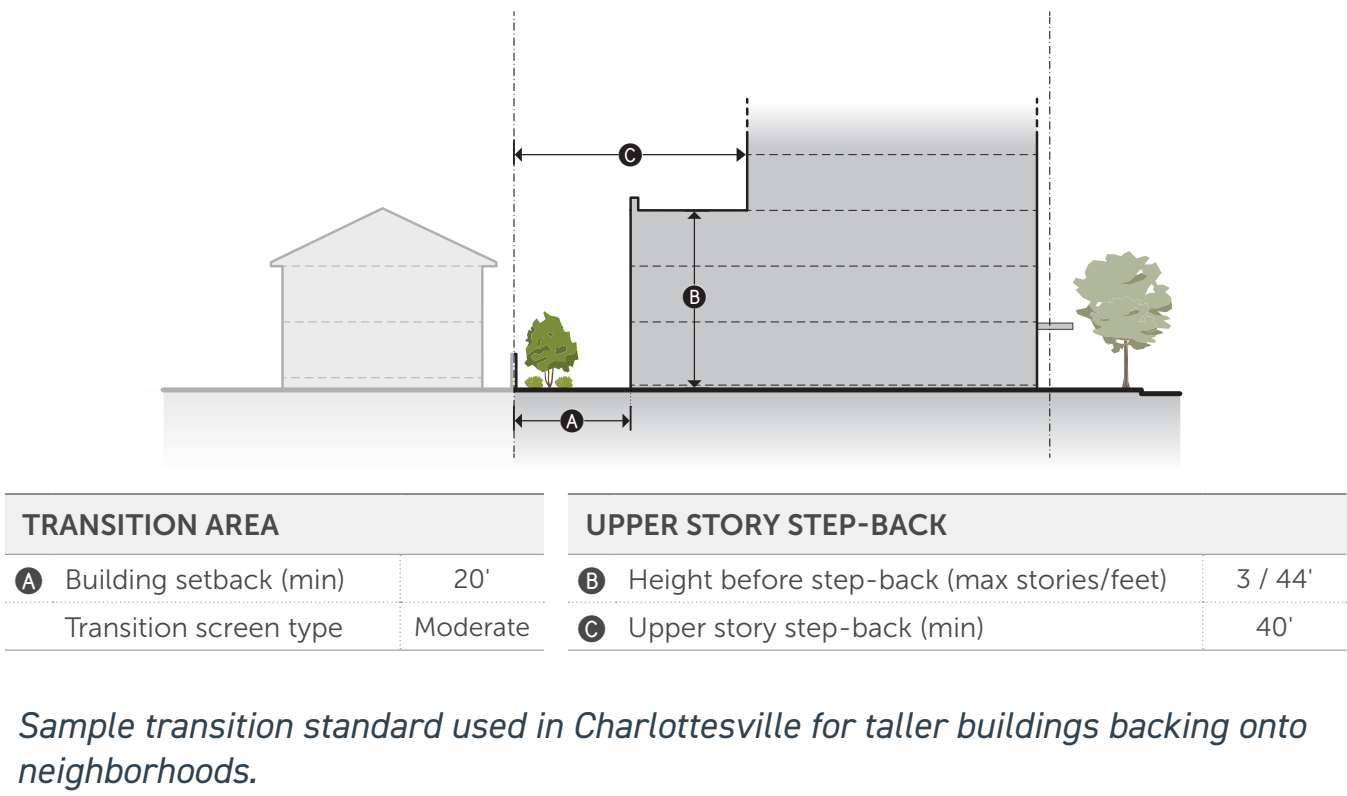 C
B
A
TRANSITION AREA
A Building setback (min) 20'
Transition screen type Moderate
UPPER STORY STEP-BACK
B Height before step-back (max stories/feet) 3 / 44'
C Upper story step-back (min) 40'
Sample transition standard used in Charlottesville for taller buildings backing onto
neighborhoods.